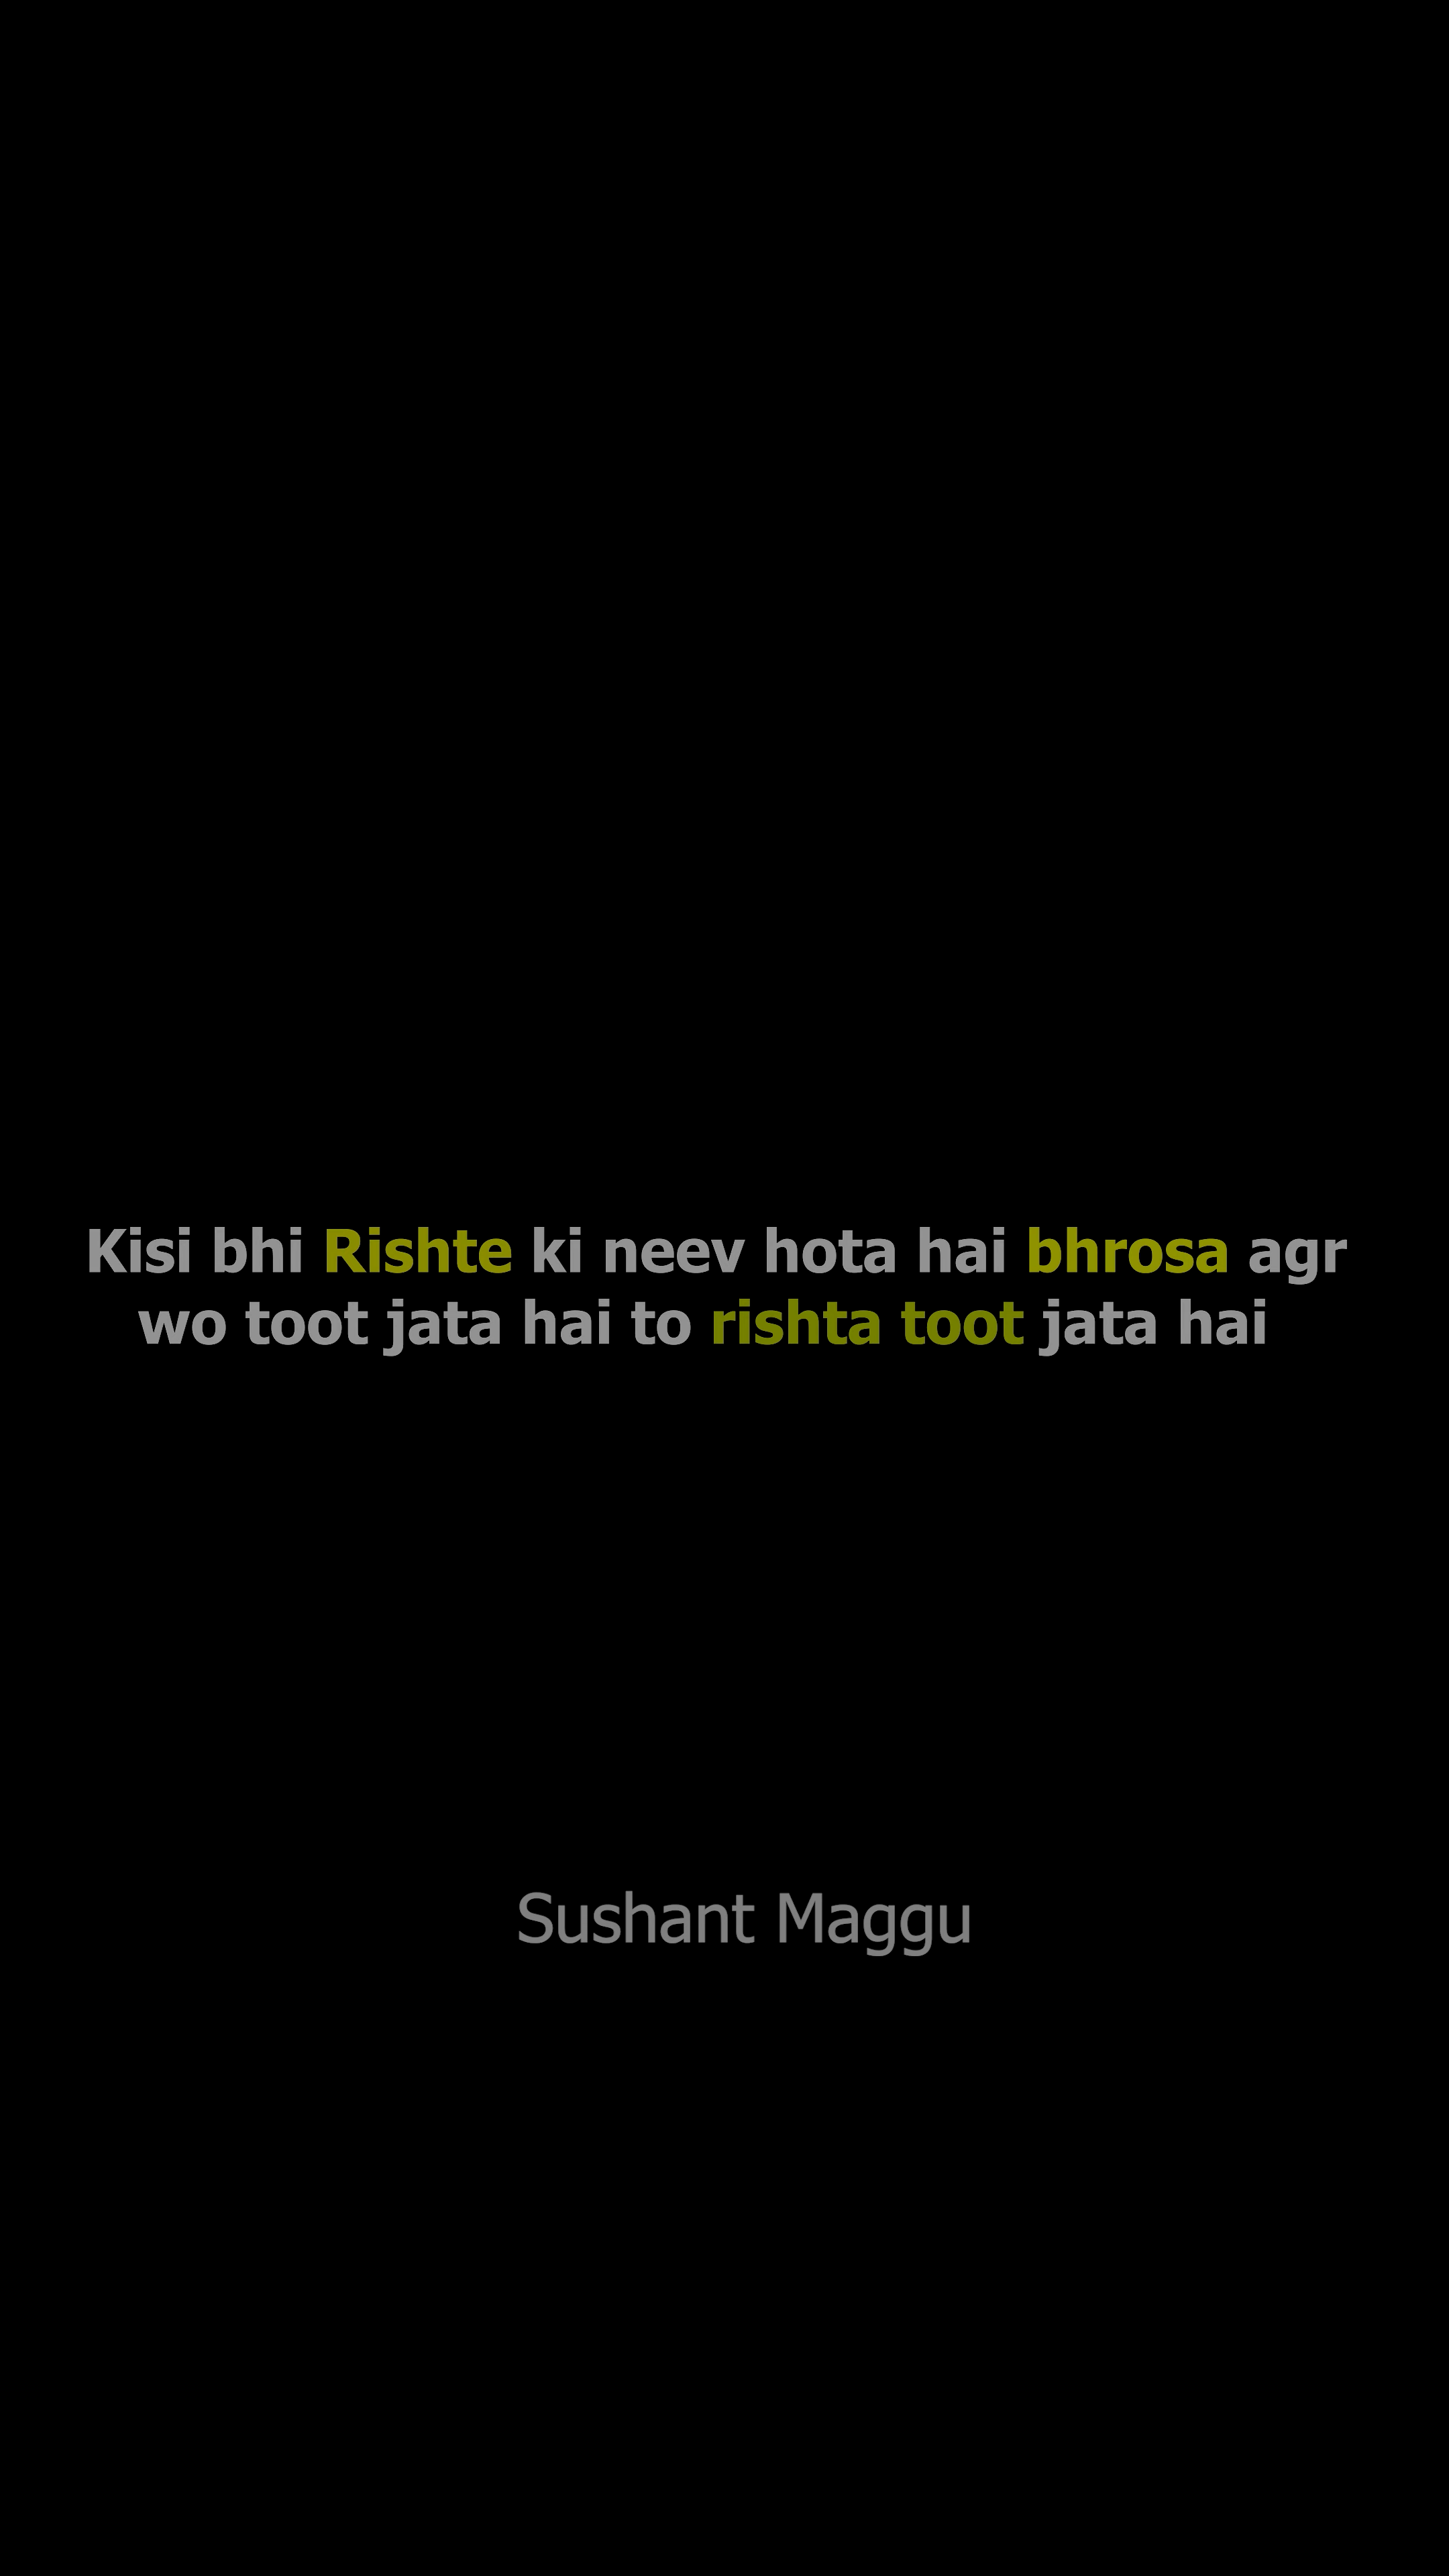 Kisi bhi Rishte ki neev hota hai bhrosa agr
wo toot jata hai to rishta toot jata hai
Sushant Maggu